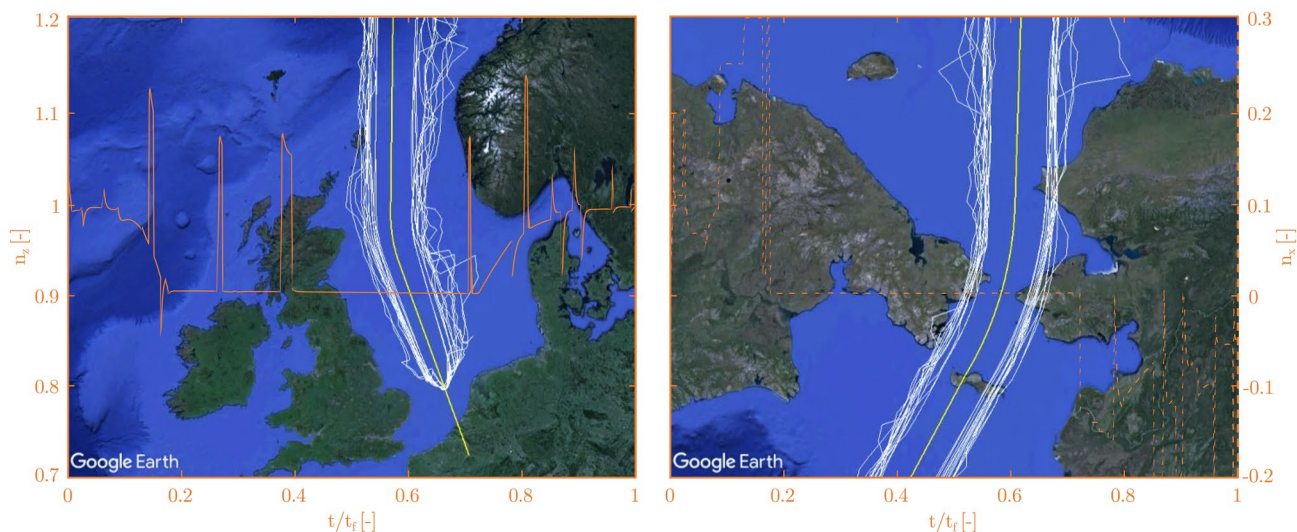 1.2
1.1
1
0.9
0.8
0.7
n_z [-]
Google Earth
0 0.2 0.4 0.6 0.8 1
t/t_f [-]
Google Earth
0 0.2 0.4 0.6 0.8 1
t/t_f [-]
0.3
0.2
0.1
0
-0.1
-0.2
n_x [-]